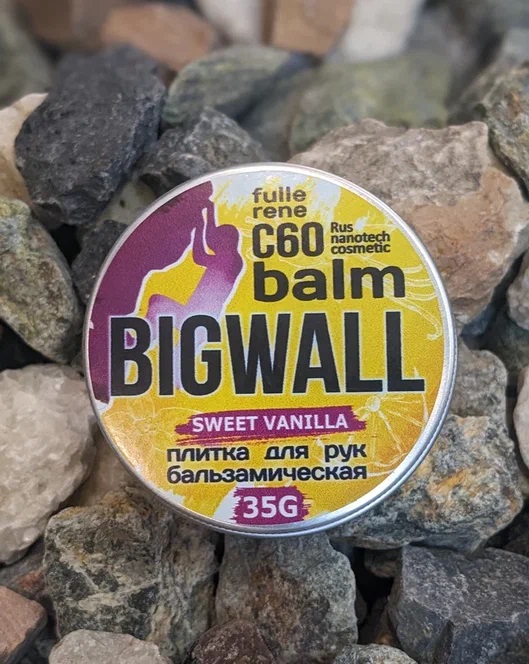 fulle
rene
C60 Rus
nanotech
cosmetic
balm
BIGWALL
SWEET VANILLA
плитка для рук
бальзамическая
35G